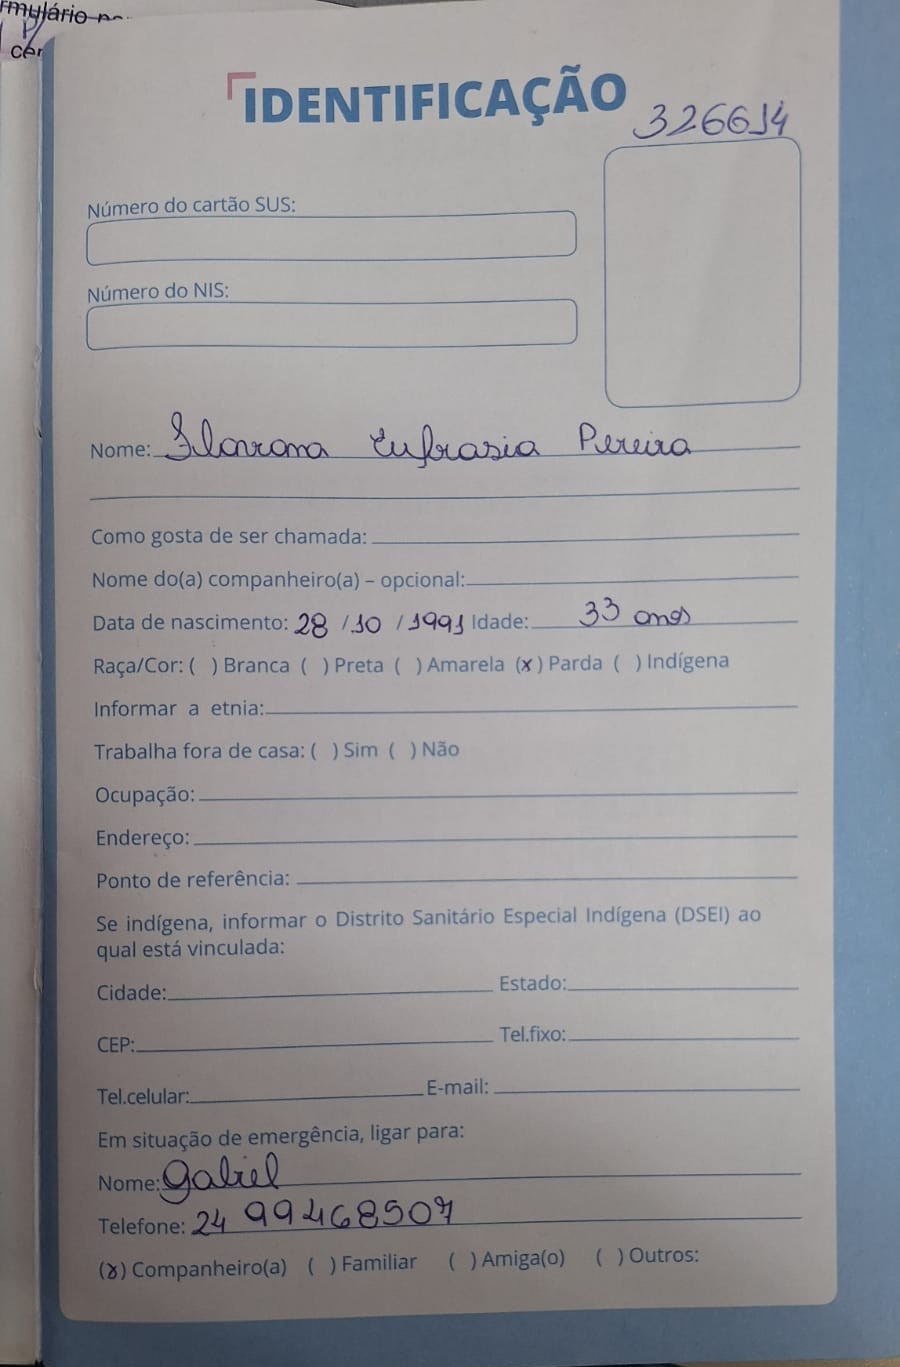 rmulário
IDENTIFICAÇÃO
326614
Número do cartão SUS:
Número do NIS:
Nome: Eufrasia Pereira
Como gosta de ser chamada:
Nome do(a) companheiro(a) – opcional:
Data de nascimento: 28 / 10 / 1991 Idade: 33 anos
Raça/Cor: ( ) Branca ( ) Preta ( ) Amarela (x) Parda ( ) Indígena
Informar a etnia:
Trabalha fora de casa: ( ) Sim ( ) Não
Ocupação:
Endereço:
Ponto de referência:
Se indígena, informar o Distrito Sanitário Especial Indígena (DSEI) ao
qual está vinculada:
Cidade: Estado:
CEP: Tel.fixo:
Tel.celular: E-mail:
Em situação de emergência, ligar para:
Nome: Gabriel
Telefone: 24 99468507
(x) Companheiro(a) ( ) Familiar ( ) Amiga(o) ( ) Outros: